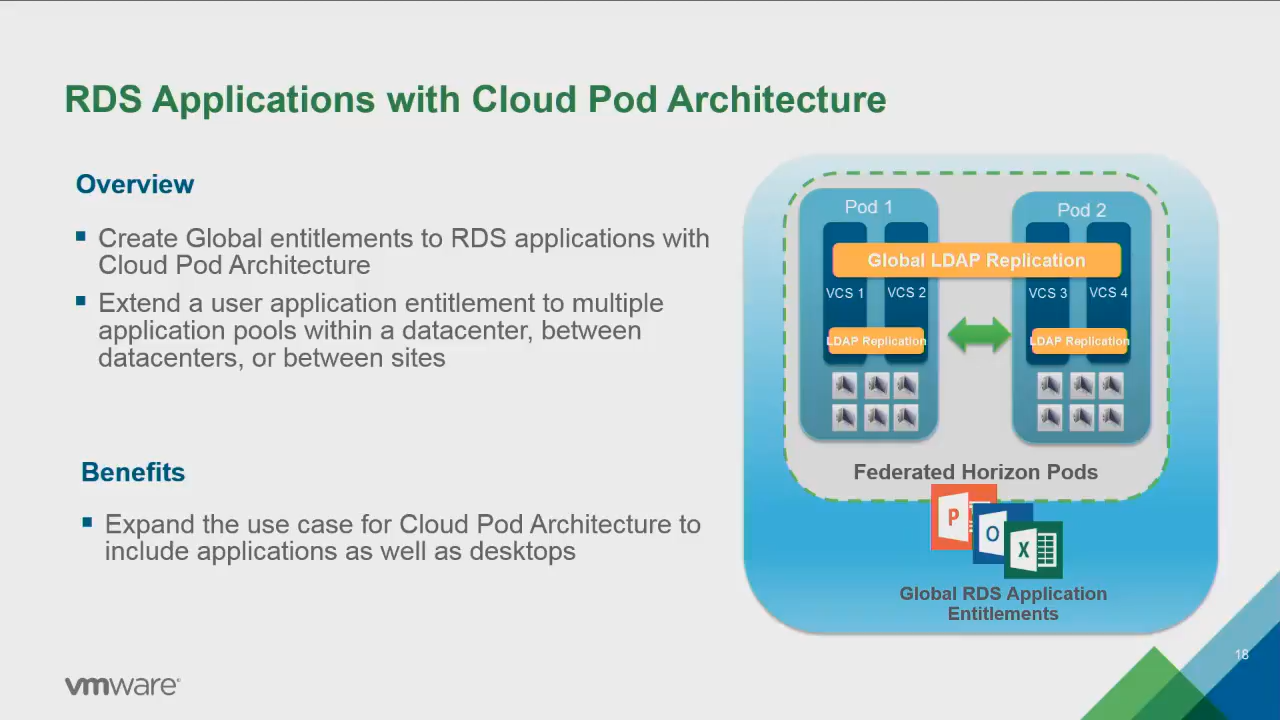 RDS Applications with Cloud Pod Architecture
Overview
Create Global entitlements to RDS applications with
Cloud Pod Architecture
Extend a user application entitlement to multiple
application pools within a datacenter, between
datacenters, or between sites
Benefits
Expand the use case for Cloud Pod Architecture to
include applications as well as desktops
Pod 1
Pod 2
Global LDAP Replication
VCS 1
VCS 2
VCS 3
VCS 4
LDAP Replication
LDAP Replication
Federated Horizon Pods
P
O
X
Global RDS Application
Entitlements
18
vmware